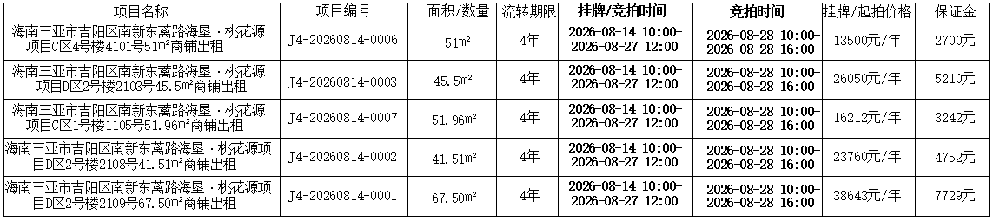 项目名称 项目编号 面积/数量 流转期限 挂牌/竞拍时间 竞拍时间 挂牌/起拍价格 保证金
海南三亚市吉阳区南新东蒿路海垦·桃花源
项目C区4号楼4101号51㎡商铺出租
J4-20260814-0006
51㎡
4年
2026-08-14 10:00-
2026-08-27 12:00
2026-08-28 10:00-
2026-08-28 16:00
13500元/年
2700元
海南三亚市吉阳区南新东蒿路海垦·桃花源
项目D区2号楼2103号45.5㎡商铺出租
J4-20260814-0003
45.5㎡
4年
2026-08-14 10:00-
2026-08-27 12:00
2026-08-28 10:00-
2026-08-28 16:00
26050元/年
5210元
海南三亚市吉阳区南新东蒿路海垦·桃花源
项目C区1号楼1105号51.96㎡商铺出租
J4-20260814-0007
51.96㎡
4年
2026-08-14 10:00-
2026-08-27 12:00
2026-08-28 10:00-
2026-08-28 16:00
16212元/年
3242元
海南三亚市吉阳区南新东蒿路海垦·桃花源项
目D区2号楼2108号41.51㎡商铺出租
J4-20260814-0002
41.51㎡
4年
2026-08-14 10:00-
2026-08-27 12:00
2026-08-28 10:00-
2026-08-28 16:00
23760元/年
4752元
海南三亚市吉阳区南新东蒿路海垦·桃花源项
目D区2号楼2109号67.50㎡商铺出租
J4-20260814-0001
67.50㎡
4年
2026-08-14 10:00-
2026-08-27 12:00
2026-08-28 10:00-
2026-08-28 16:00
38643元/年
7729元